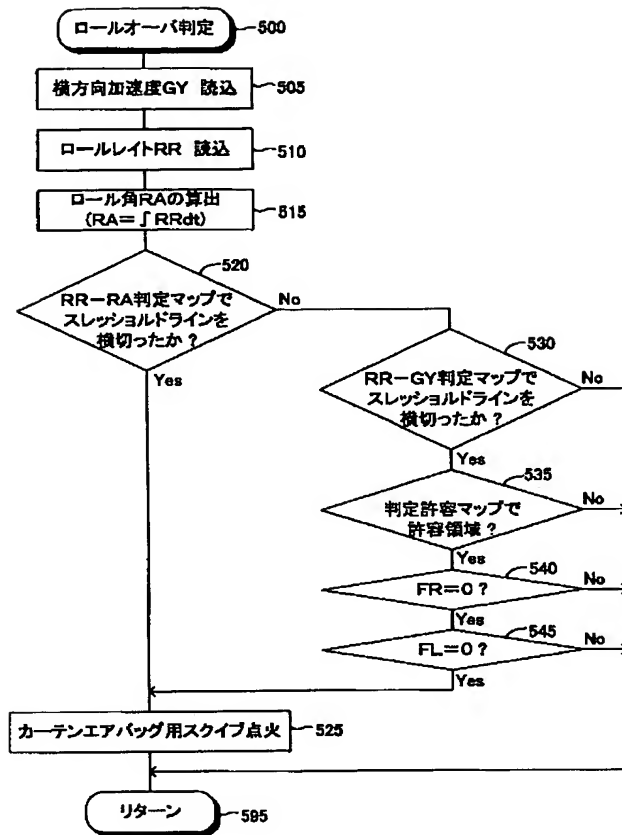 ロールオーバ判定
500
横方向加速度GY 読込
505
ロールレイトRR 読込
510
ロール角RAの算出
(RA=∫RRdt)
515
520
RR－RA判定マップで
スレッショルドラインを
横切ったか？
No
Yes
530
RR－GY判定マップで
スレッショルドラインを
横切ったか？
No
Yes
535
判定許容マップで
許容領域？
No
Yes
540
FR=0？
No
Yes
545
FL=0？
No
Yes
カーテンエアバッグ用スクイブ点火
525
リターン
595